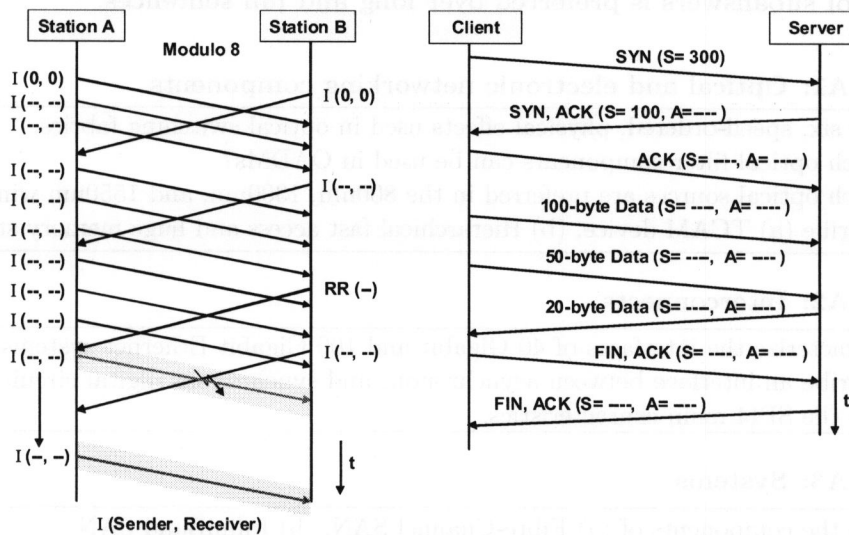 Station A
Station B
Modulo 8
I (0, 0)
I (--, --)
I (--, --)
I (--, --)
I (--, --)
I (--, --)
I (--, --)
I (--, --)
I (--, --)
I (--, --)
I (–, –)
I (0, 0)
I (--, --)
RR (–)
I (--, --)
t
I (Sender, Receiver)
Client
Server
SYN (S= 300)
SYN, ACK (S= 100, A= ---- )
ACK (S= ---, A= ---- )
100-byte Data (S= ---, A= ---- )
50-byte Data (S= ---, A= ---- )
20-byte Data (S= ---, A= ---- )
FIN, ACK (S= ---, A= ---- )
FIN, ACK (S= ---, A= ---- )
t